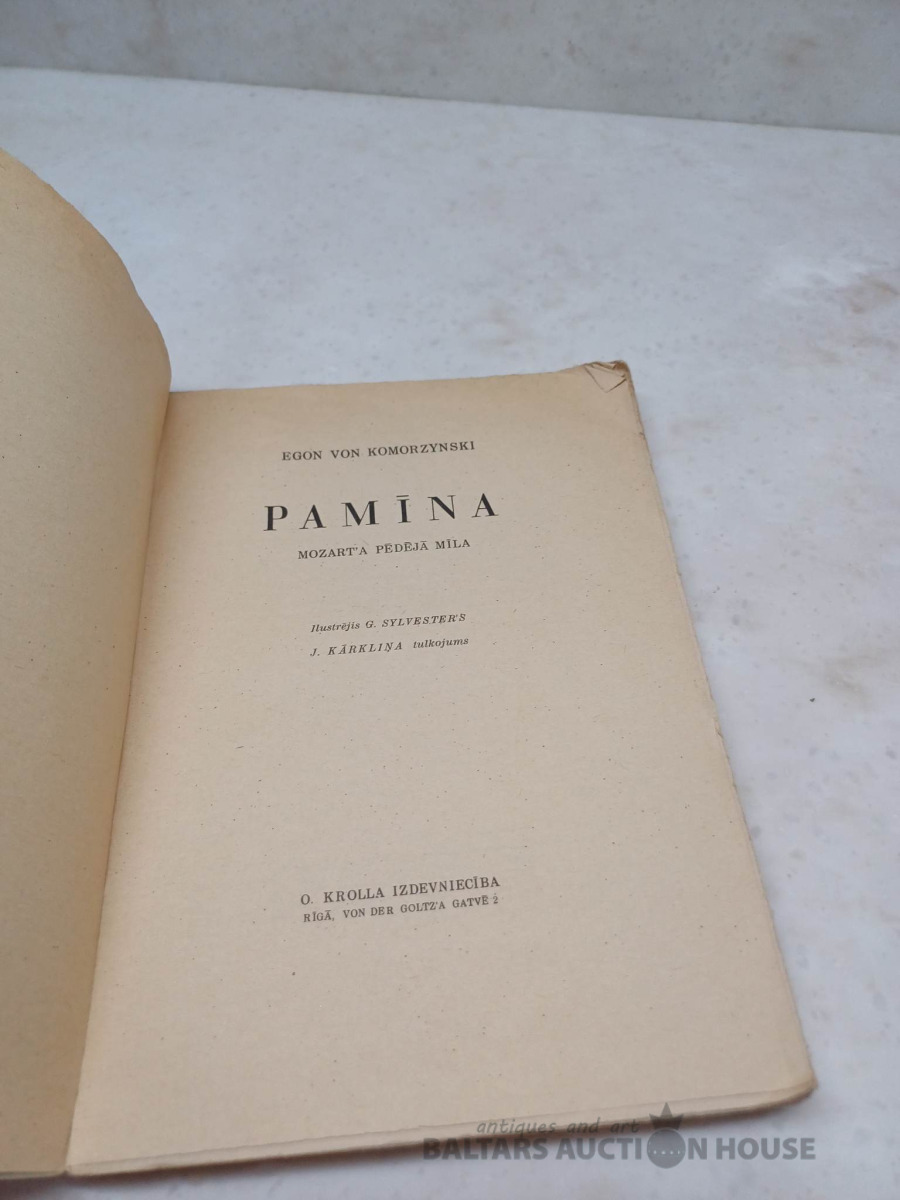 EGON VON KOMORZYNSKI
PAMĪNA
MOZART'A PĒDĒJĀ MĪLA
Ilustrējis G. SYLVESTER'S
J. KĀRKLIŅA tulkojums
O. KROLLA IZDEVNIECĪBA
RĪGĀ, VON DER GOLTZ'A GATVĒ 2
antiques and art
BALTARS AUCTION HOUSE